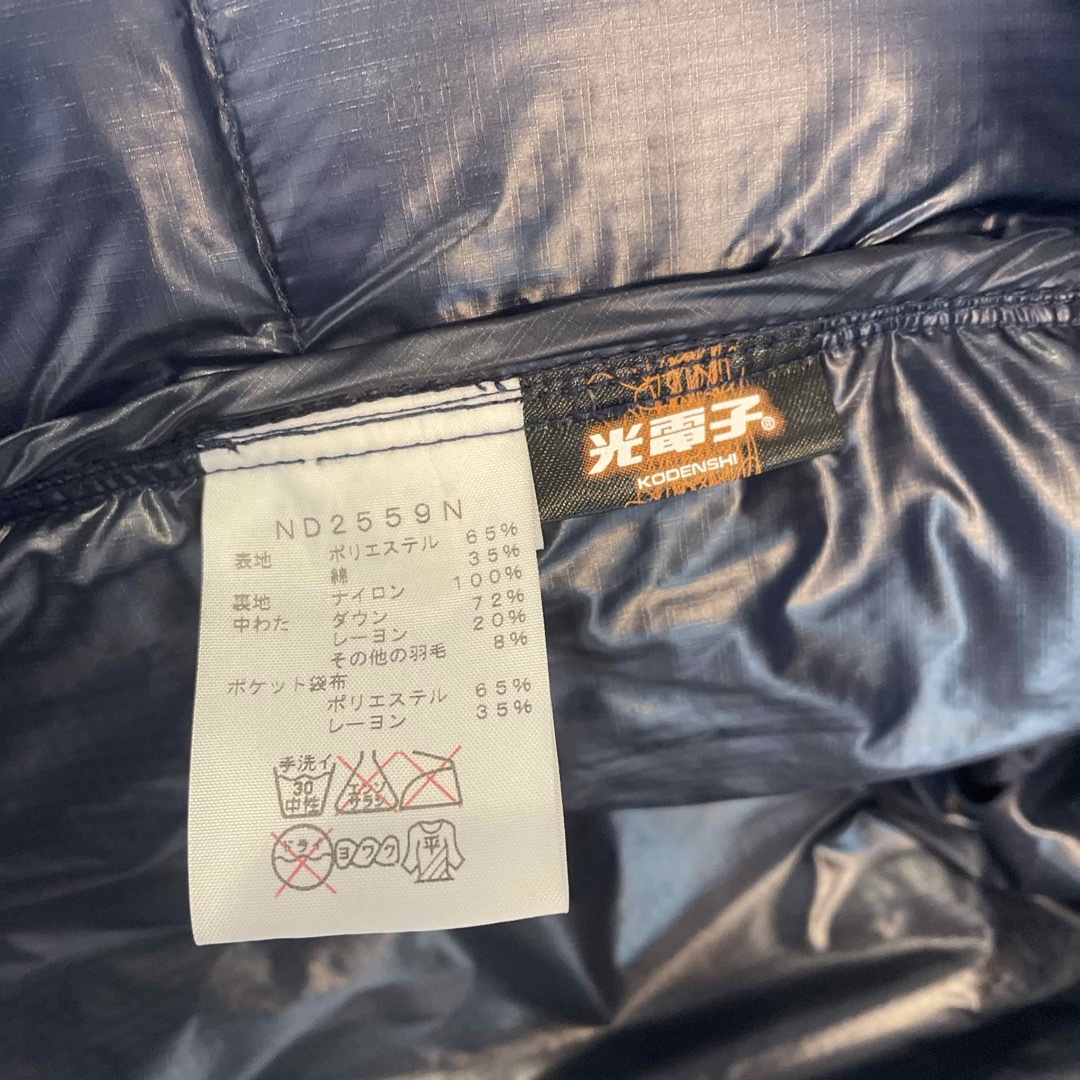 光電子®
KODENSHI
ND2559N
表地 ポリエステル 65%
綿 35%
裏地 ナイロン 100%
中わた ダウン 72%
レーヨン 20%
その他の羽毛 8%
ポケット袋布
ポリエステル 65%
レーヨン 35%
手洗イ
30
中性
エンソ
サラシ
ドライ
ヨワク
平